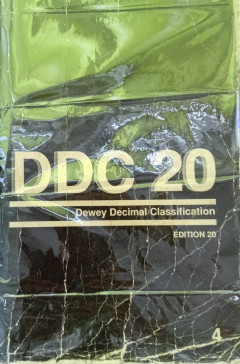 DDC 20
Dewey Decimal Classification
EDITION 20
4